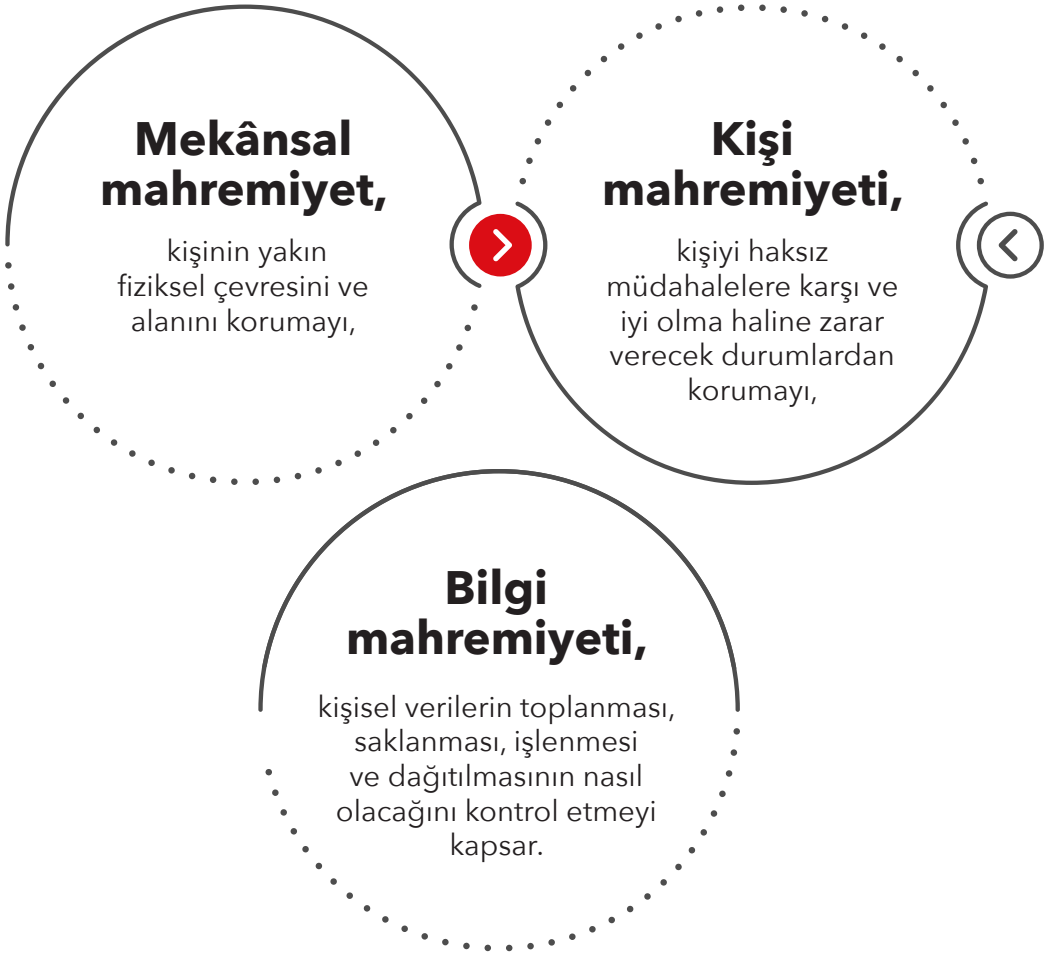 Mekânsal
mahremiyet,
kişinin yakın
fiziksel çevresini ve
alanını korumayı,
Kişi
mahremiyeti,
kişiyi haksız
müdahalelere karşı ve
iyi olma haline zarar
verecek durumlardan
korumayı,
Bilgi
mahremiyeti,
kişisel verilerin toplanması,
saklanması, işlenmesi
ve dağıtılmasının nasıl
olacağını kontrol etmeyi
kapsar.